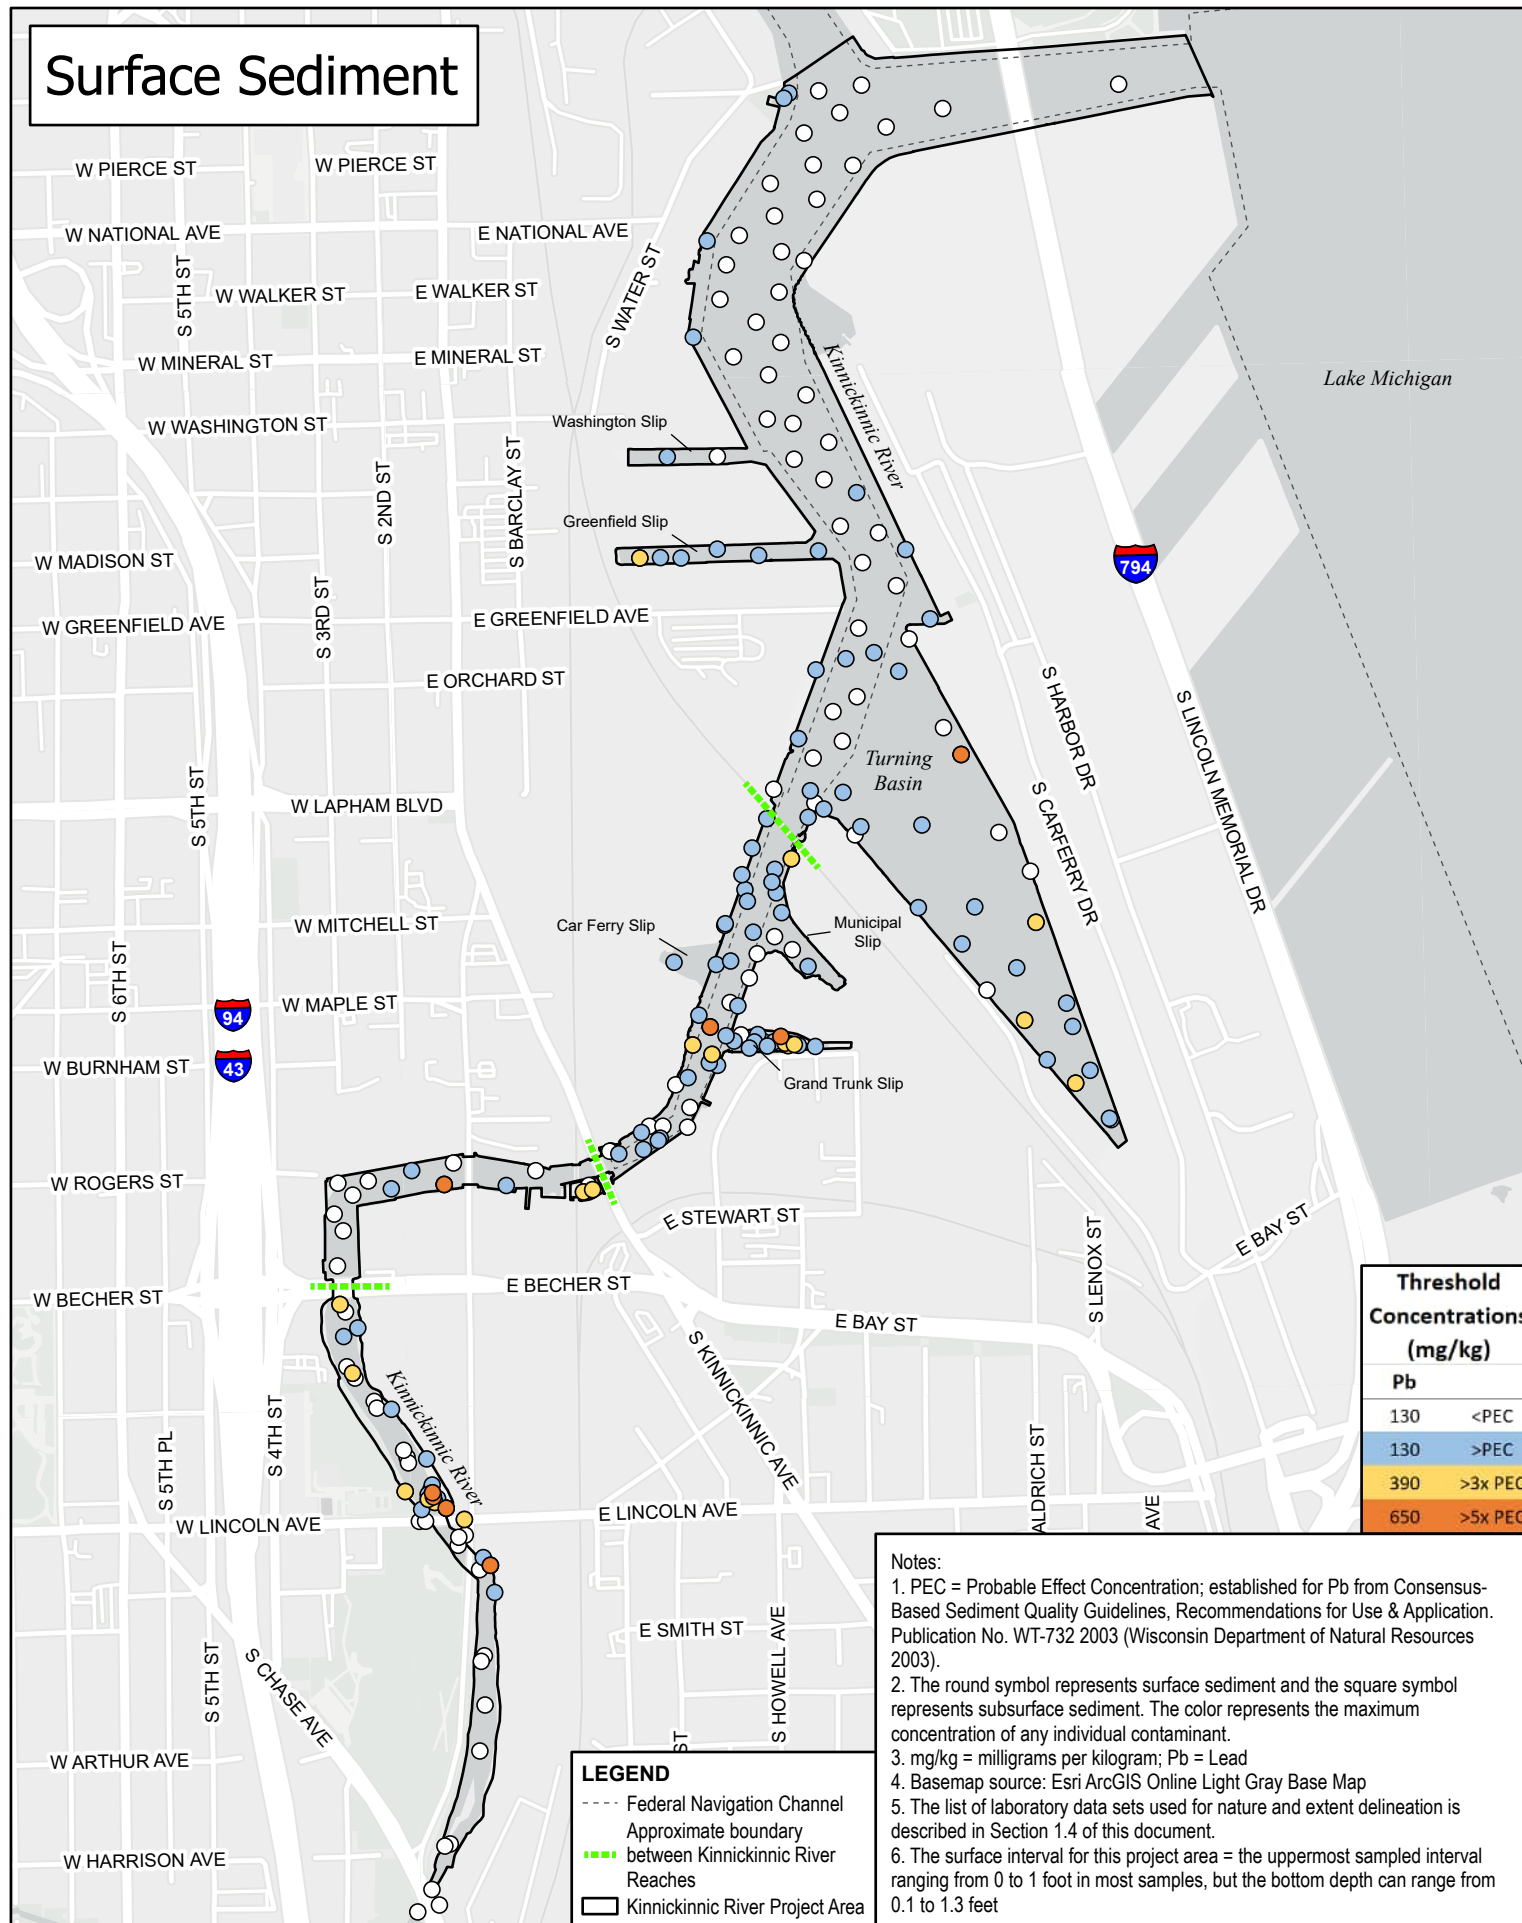 Surface Sediment
W PIERCE ST
W PIERCE ST
W NATIONAL AVE
E NATIONAL AVE
S 5TH ST
W WALKER ST
E WALKER ST
S WATER ST
W MINERAL ST
E MINERAL ST
Kinnickinnic River
Lake Michigan
W WASHINGTON ST
Washington Slip
S 2ND ST
S BARCLAY ST
Greenfield Slip
W MADISON ST
794
S 3RD ST
W GREENFIELD AVE
E GREENFIELD AVE
E ORCHARD ST
S HARBOR DR
S LINCOLN MEMORIAL DR
Turning
Basin
S 5TH ST
W LAPHAM BLVD
S CARFERRY DR
W MITCHELL ST
Car Ferry Slip
Municipal
Slip
S 6TH ST
W MAPLE ST
94
43
W BURNHAM ST
Grand Trunk Slip
W ROGERS ST
E STEWART ST
S LENOX ST
E BAY ST
W BECHER ST
E BECHER ST
E BAY ST
S KINNICKINNIC AVE
Threshold
Concentrations
(mg/kg)
Pb
130 <PEC
130 >PEC
390 >3x PEC
650 >5x PEC
Kinnickinnic River
S 5TH PL
S 4TH ST
ALDRICH ST
AVE
W LINCOLN AVE
E LINCOLN AVE
E SMITH ST
S HOWELL AVE
S 5TH ST
S CHASE AVE
ST
W ARTHUR AVE
W HARRISON AVE
LEGEND
Federal Navigation Channel
Approximate boundary
between Kinnickinnic River
Reaches
Kinnickinnic River Project Area
Notes:
1. PEC = Probable Effect Concentration; established for Pb from Consensus-
Based Sediment Quality Guidelines, Recommendations for Use & Application.
Publication No. WT-732 2003 (Wisconsin Department of Natural Resources
2003).
2. The round symbol represents surface sediment and the square symbol
represents subsurface sediment. The color represents the maximum
concentration of any individual contaminant.
3. mg/kg = milligrams per kilogram; Pb = Lead
4. Basemap source: Esri ArcGIS Online Light Gray Base Map
5. The list of laboratory data sets used for nature and extent delineation is
described in Section 1.4 of this document.
6. The surface interval for this project area = the uppermost sampled interval
ranging from 0 to 1 foot in most samples, but the bottom depth can range from
0.1 to 1.3 feet